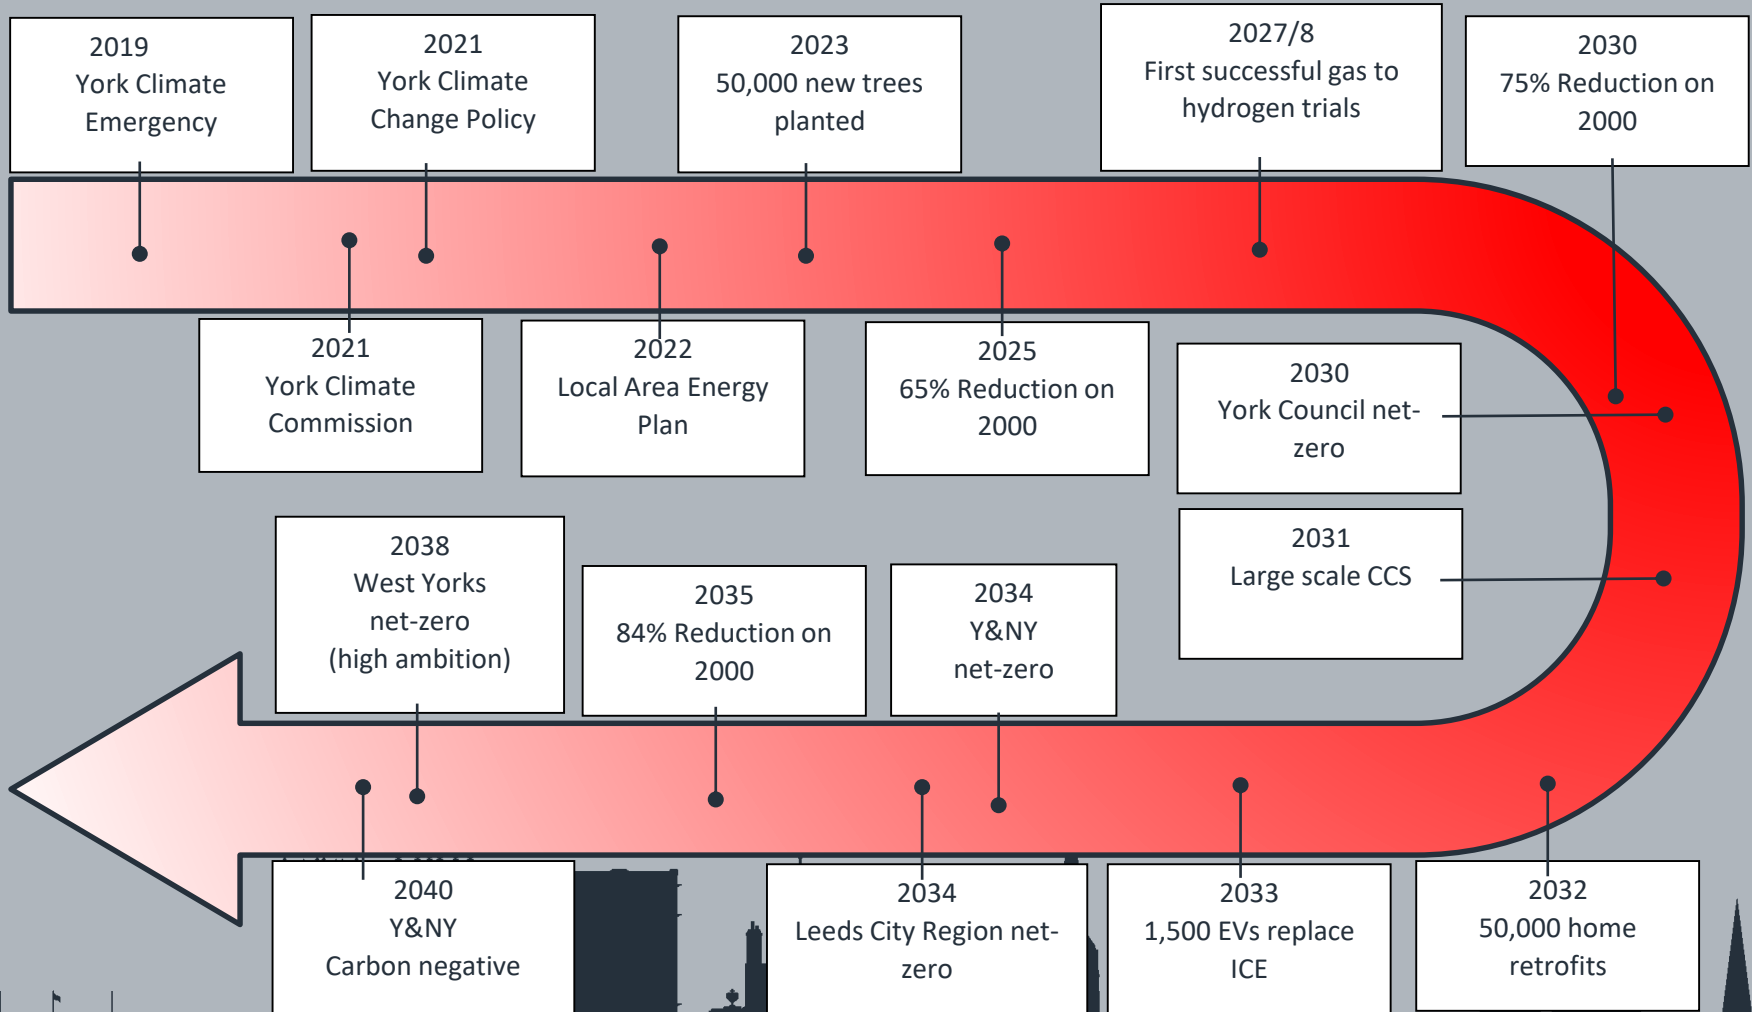 2019
York Climate
Emergency
2021
York Climate
Change Policy
2023
50,000 new trees
planted
2027/8
First successful gas to
hydrogen trials
2030
75% Reduction on
2000
2021
York Climate
Commission
2022
Local Area Energy
Plan
2025
65% Reduction on
2000
2030
York Council net-
zero
2031
Large scale CCS
2038
West Yorks
net-zero
(high ambition)
2035
84% Reduction on
2000
2034
Y&NY
net-zero
2040
Y&NY
Carbon negative
2034
Leeds City Region net-
zero
2033
1,500 EVs replace
ICE
2032
50,000 home
retrofits